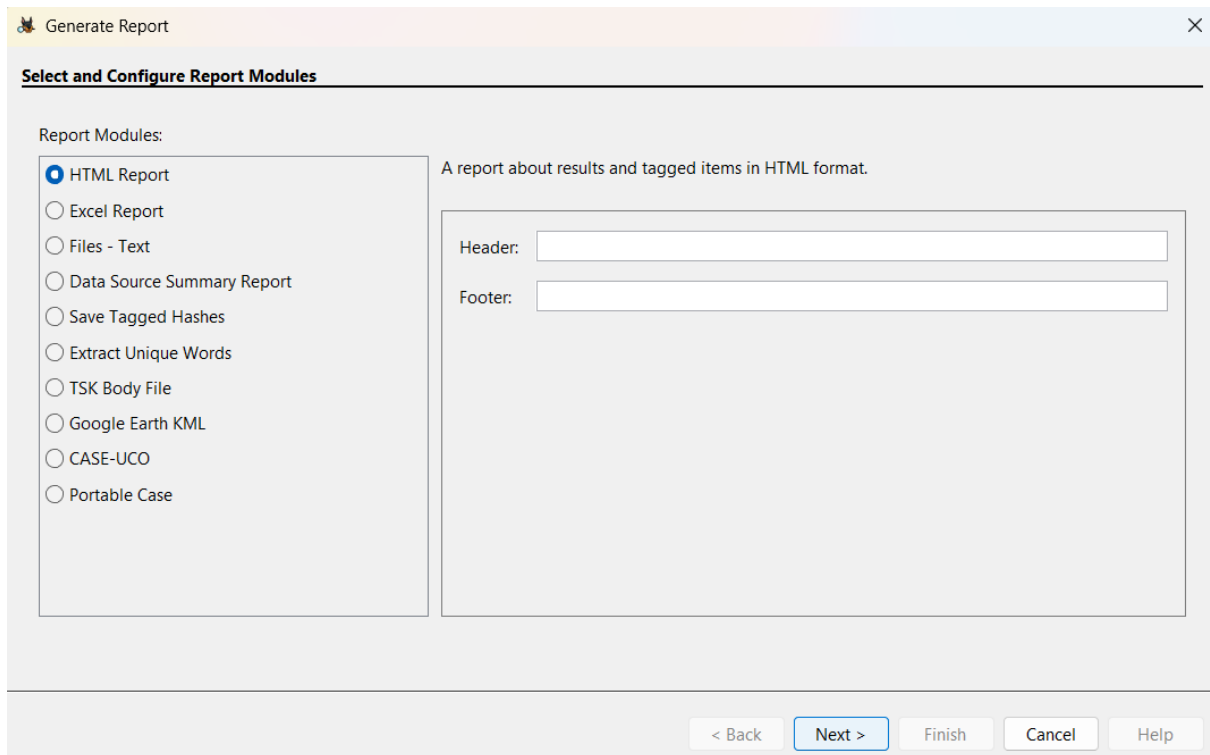 Generate Report
Select and Configure Report Modules
Report Modules:
HTML Report
Excel Report
Files - Text
Data Source Summary Report
Save Tagged Hashes
Extract Unique Words
TSK Body File
Google Earth KML
CASE-UCO
Portable Case
A report about results and tagged items in HTML format.
Header:
Footer:
< Back Next > Finish Cancel Help